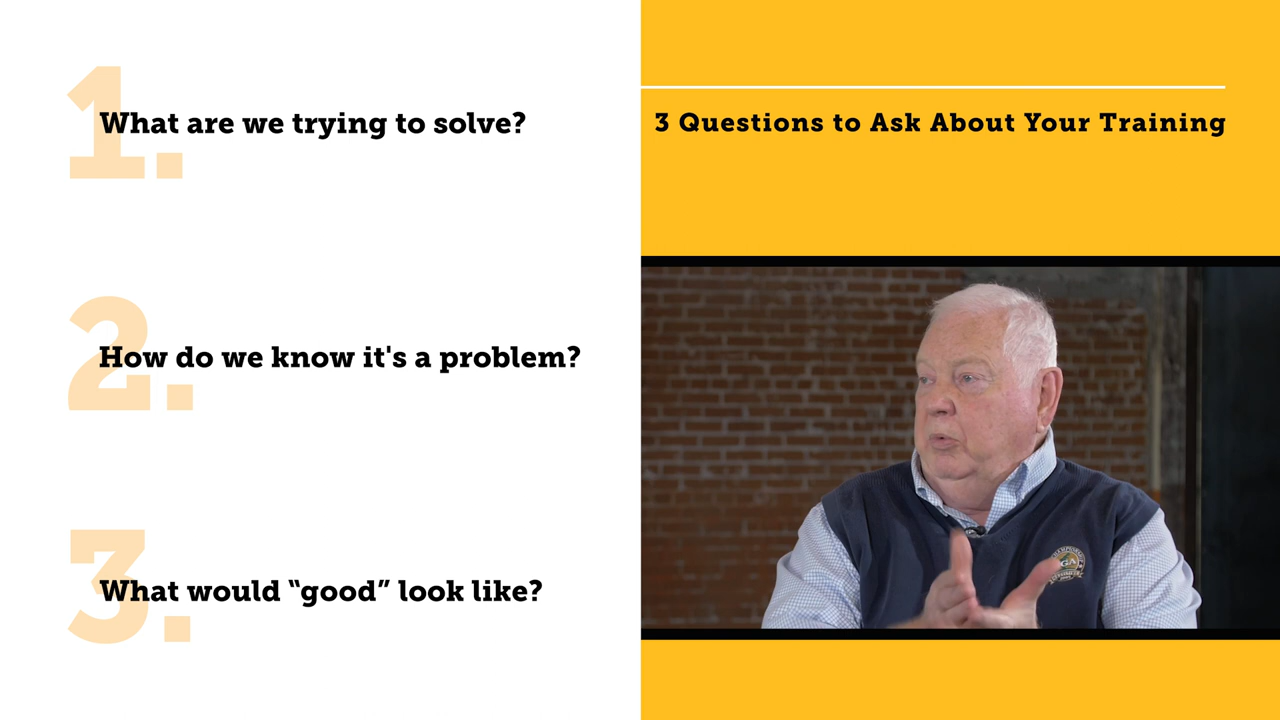 1.
What are we trying to solve?
2.
How do we know it's a problem?
3.
What would “good” look like?
3 Questions to Ask About Your Training